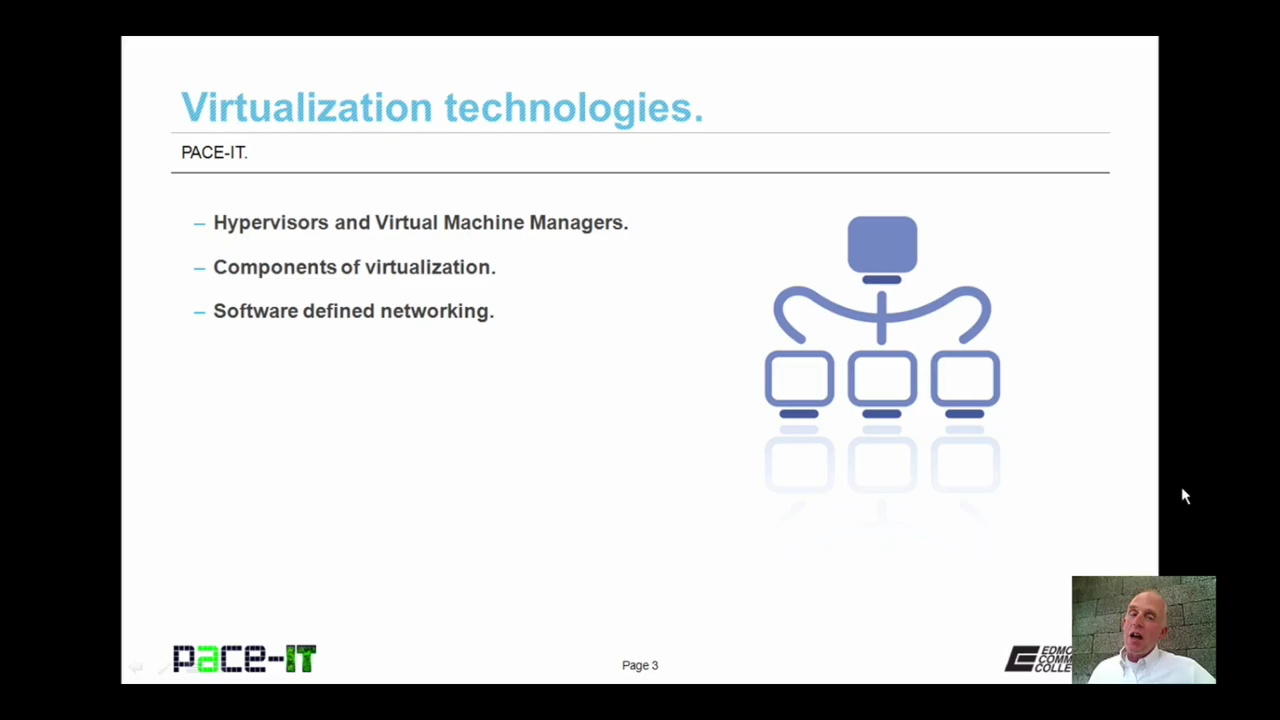 Virtualization technologies.
PACE-IT.
– Hypervisors and Virtual Machine Managers.
– Components of virtualization.
– Software defined networking.
pace-IT
Page 3